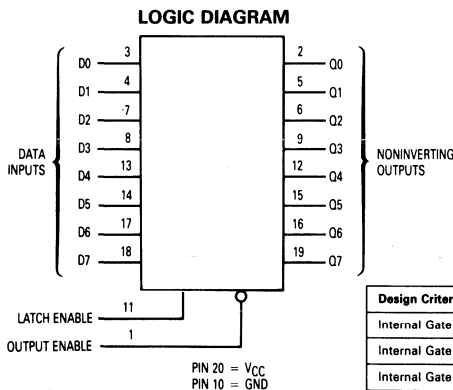 LOGIC DIAGRAM
D0 3 2 Q0
D1 4 5 Q1
D2 7 6 Q2
D3 8 9 Q3
DATA INPUTS
NONINVERTING OUTPUTS
D4 13 12 Q4
D5 14 15 Q5
D6 17 16 Q6
D7 18 19 Q7
LATCH ENABLE 11
OUTPUT ENABLE 1
PIN 20 = VCC
PIN 10 = GND
Design Criter
Internal Gate
Internal Gate
Internal Gate